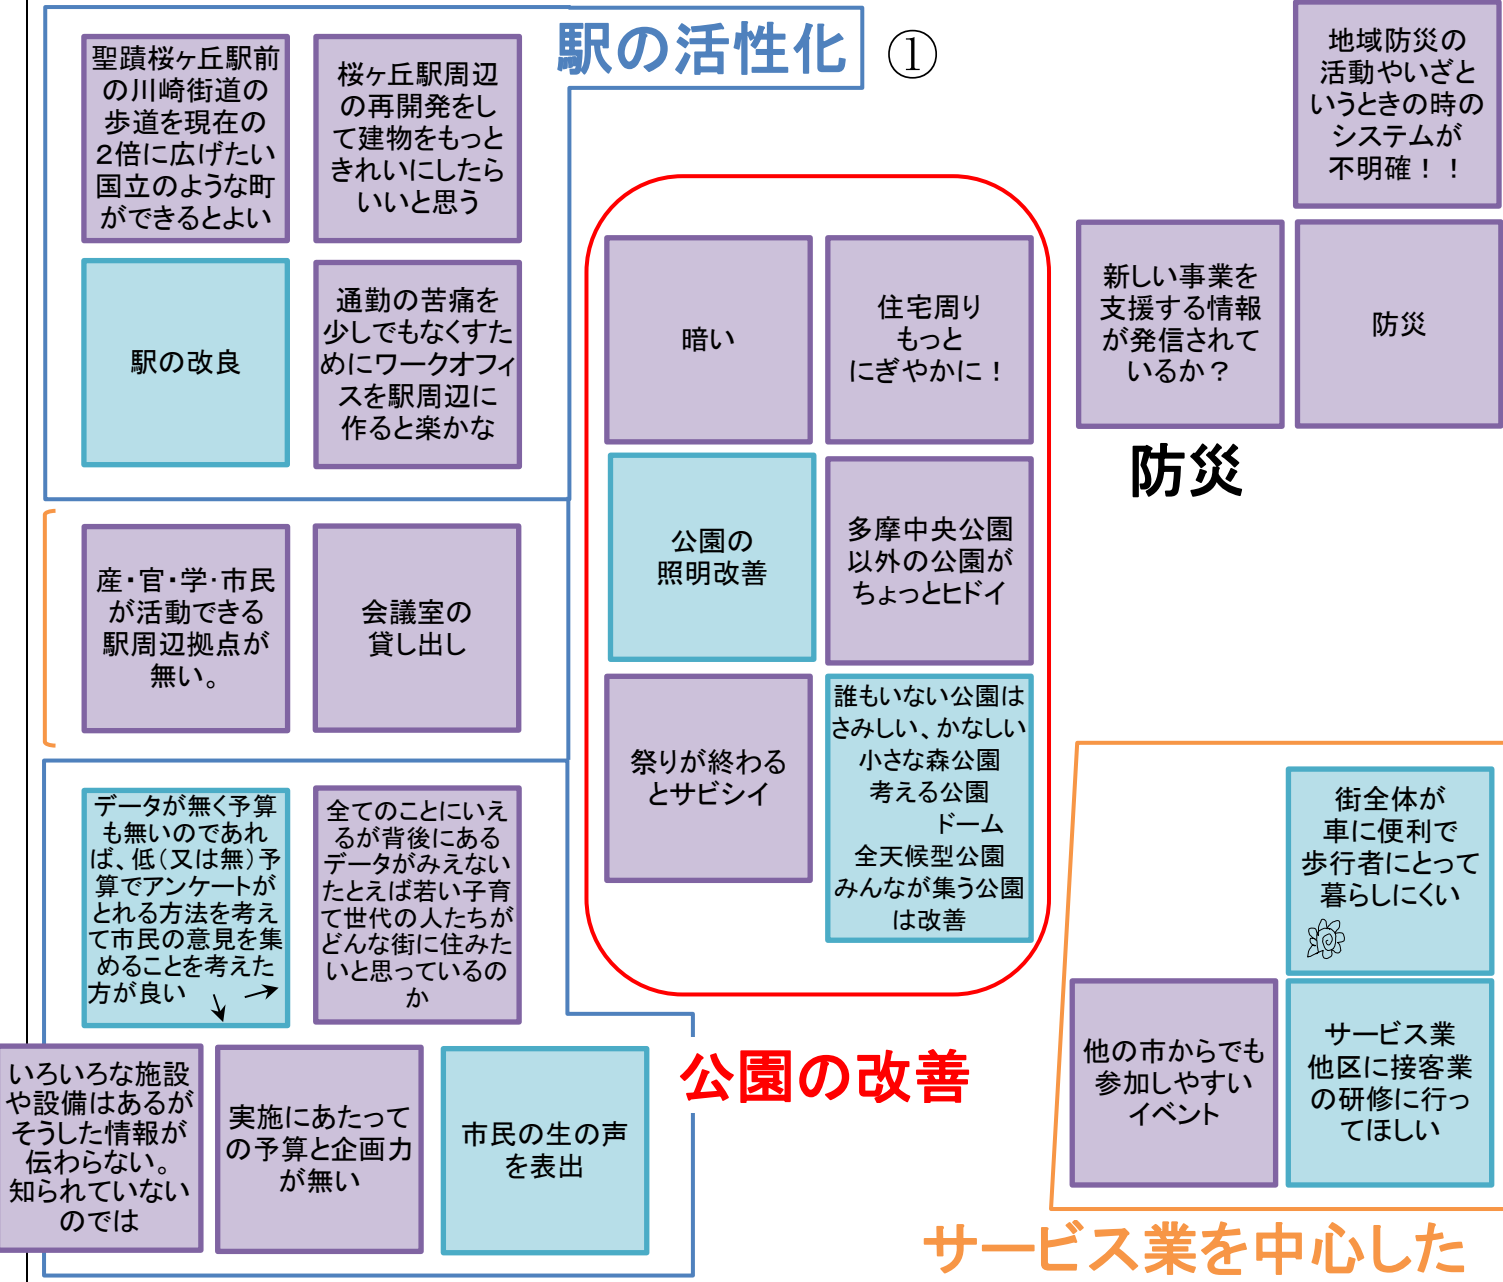 駅の活性化 ①
聖蹟桜ヶ丘駅前
の川崎街道の
歩道を現在の
２倍に広げたい
国立のような町
ができるとよい
桜ヶ丘駅周辺
の再開発をし
て建物をもっと
きれいにしたら
いいと思う
駅の改良
通勤の苦痛を
少しでもなくすた
めにワークオフィ
スを駅周辺に
作ると楽かな
産・官・学・市民
が活動できる
駅周辺拠点が
無い。
会議室の
貸し出し
データが無く予算
も無いのであれ
ば、低（又は無）予
算でアンケートが
とれる方法を考え
て市民の意見を集
めることを考えた
方が良い
全てのことにいえ
るが背後にある
データがみえない
たとえば若い子育
て世代の人たちが
どんな街に住みた
いと思っているの
か
いろいろな施設
や設備はあるが
そうした情報が
伝わらない。
知られていない
のでは
実施にあたって
の予算と企画力
が無い
市民の生の声
を表出
暗い
住宅周り
もっと
にぎやかに！
公園の
照明改善
多摩中央公園
以外の公園が
ちょっとヒドイ
祭りが終わる
とサビシイ
誰もいない公園は
さみしい、かなしい
小さな森公園
考える公園
ドーム
全天候型公園
みんなが集う公園
は改善
公園の改善
地域防災の
活動やいざと
いうときの時の
システムが
不明確！！
新しい事業を
支援する情報
が発信されて
いるか？
防災
防災
街全体が
車に便利で
歩行者にとって
暮らしにくい
他の市からでも
参加しやすい
イベント
サービス業
他区に接客業
の研修に行っ
てほしい
サービス業を中心した